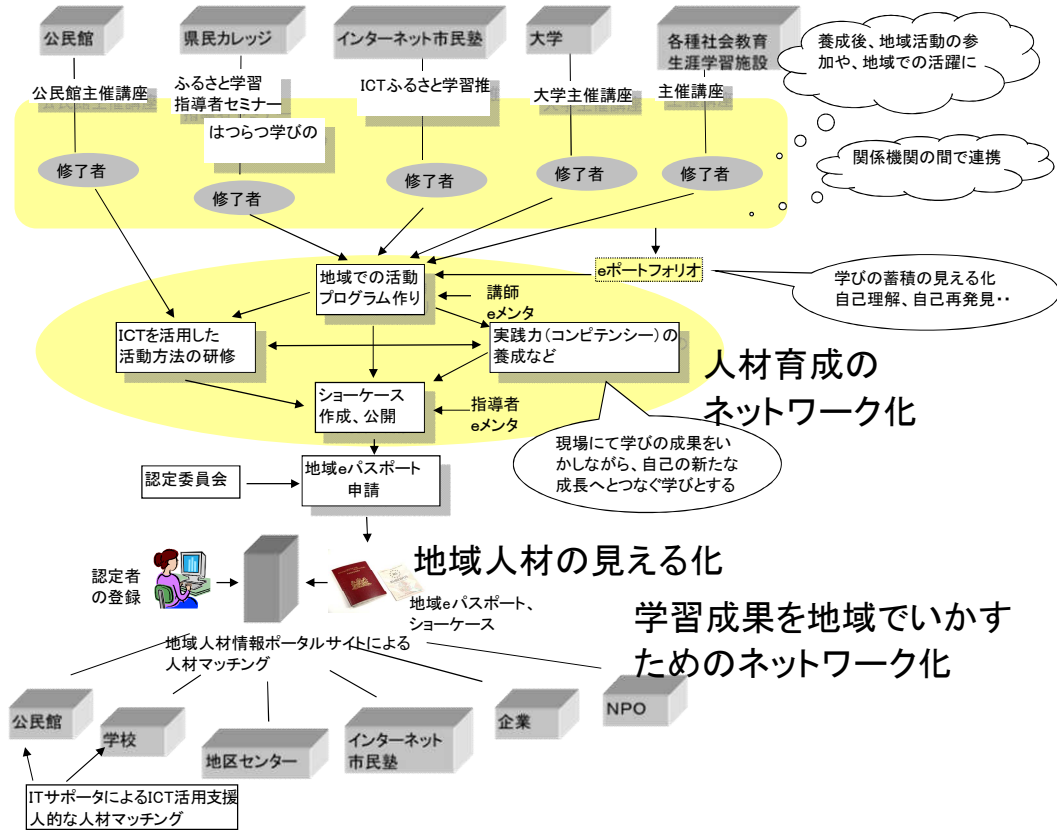 公民館
県民カレッジ
インターネット市民塾
大学
各種社会教育
生涯学習施設
養成後、地域活動の参
加や、地域での活躍に
公民館主催講座
ふるさと学習
指導者セミナー
はつらつ学びの
ICTふるさと学習推
大学主催講座
主催講座
関係機関の間で連携
修了者
修了者
修了者
修了者
修了者
地域での活動
プログラム作り
eポートフォリオ
学びの蓄積の見える化
自己理解、自己再発見・・
講師
eメンタ
ICTを活用した
活動方法の研修
実践力(コンピテンシー)の
養成など
人材育成の
ネットワーク化
ショーケース
作成、公開
指導者
eメンタ
現場にて学びの成果をい
かしながら、自己の新たな
成長へとつなぐ学びとする
認定委員会
地域eパスポート
申請
地域人材の見える化
認定者
の登録
地域eパスポート、
ショーケース
学習成果を地域でいかす
ためのネットワーク化
地域人材情報ポータルサイトによる
人材マッチング
公民館
学校
地区センター
インターネット
市民塾
企業
NPO
ITサポータによるICT活用支援
人的な人材マッチング